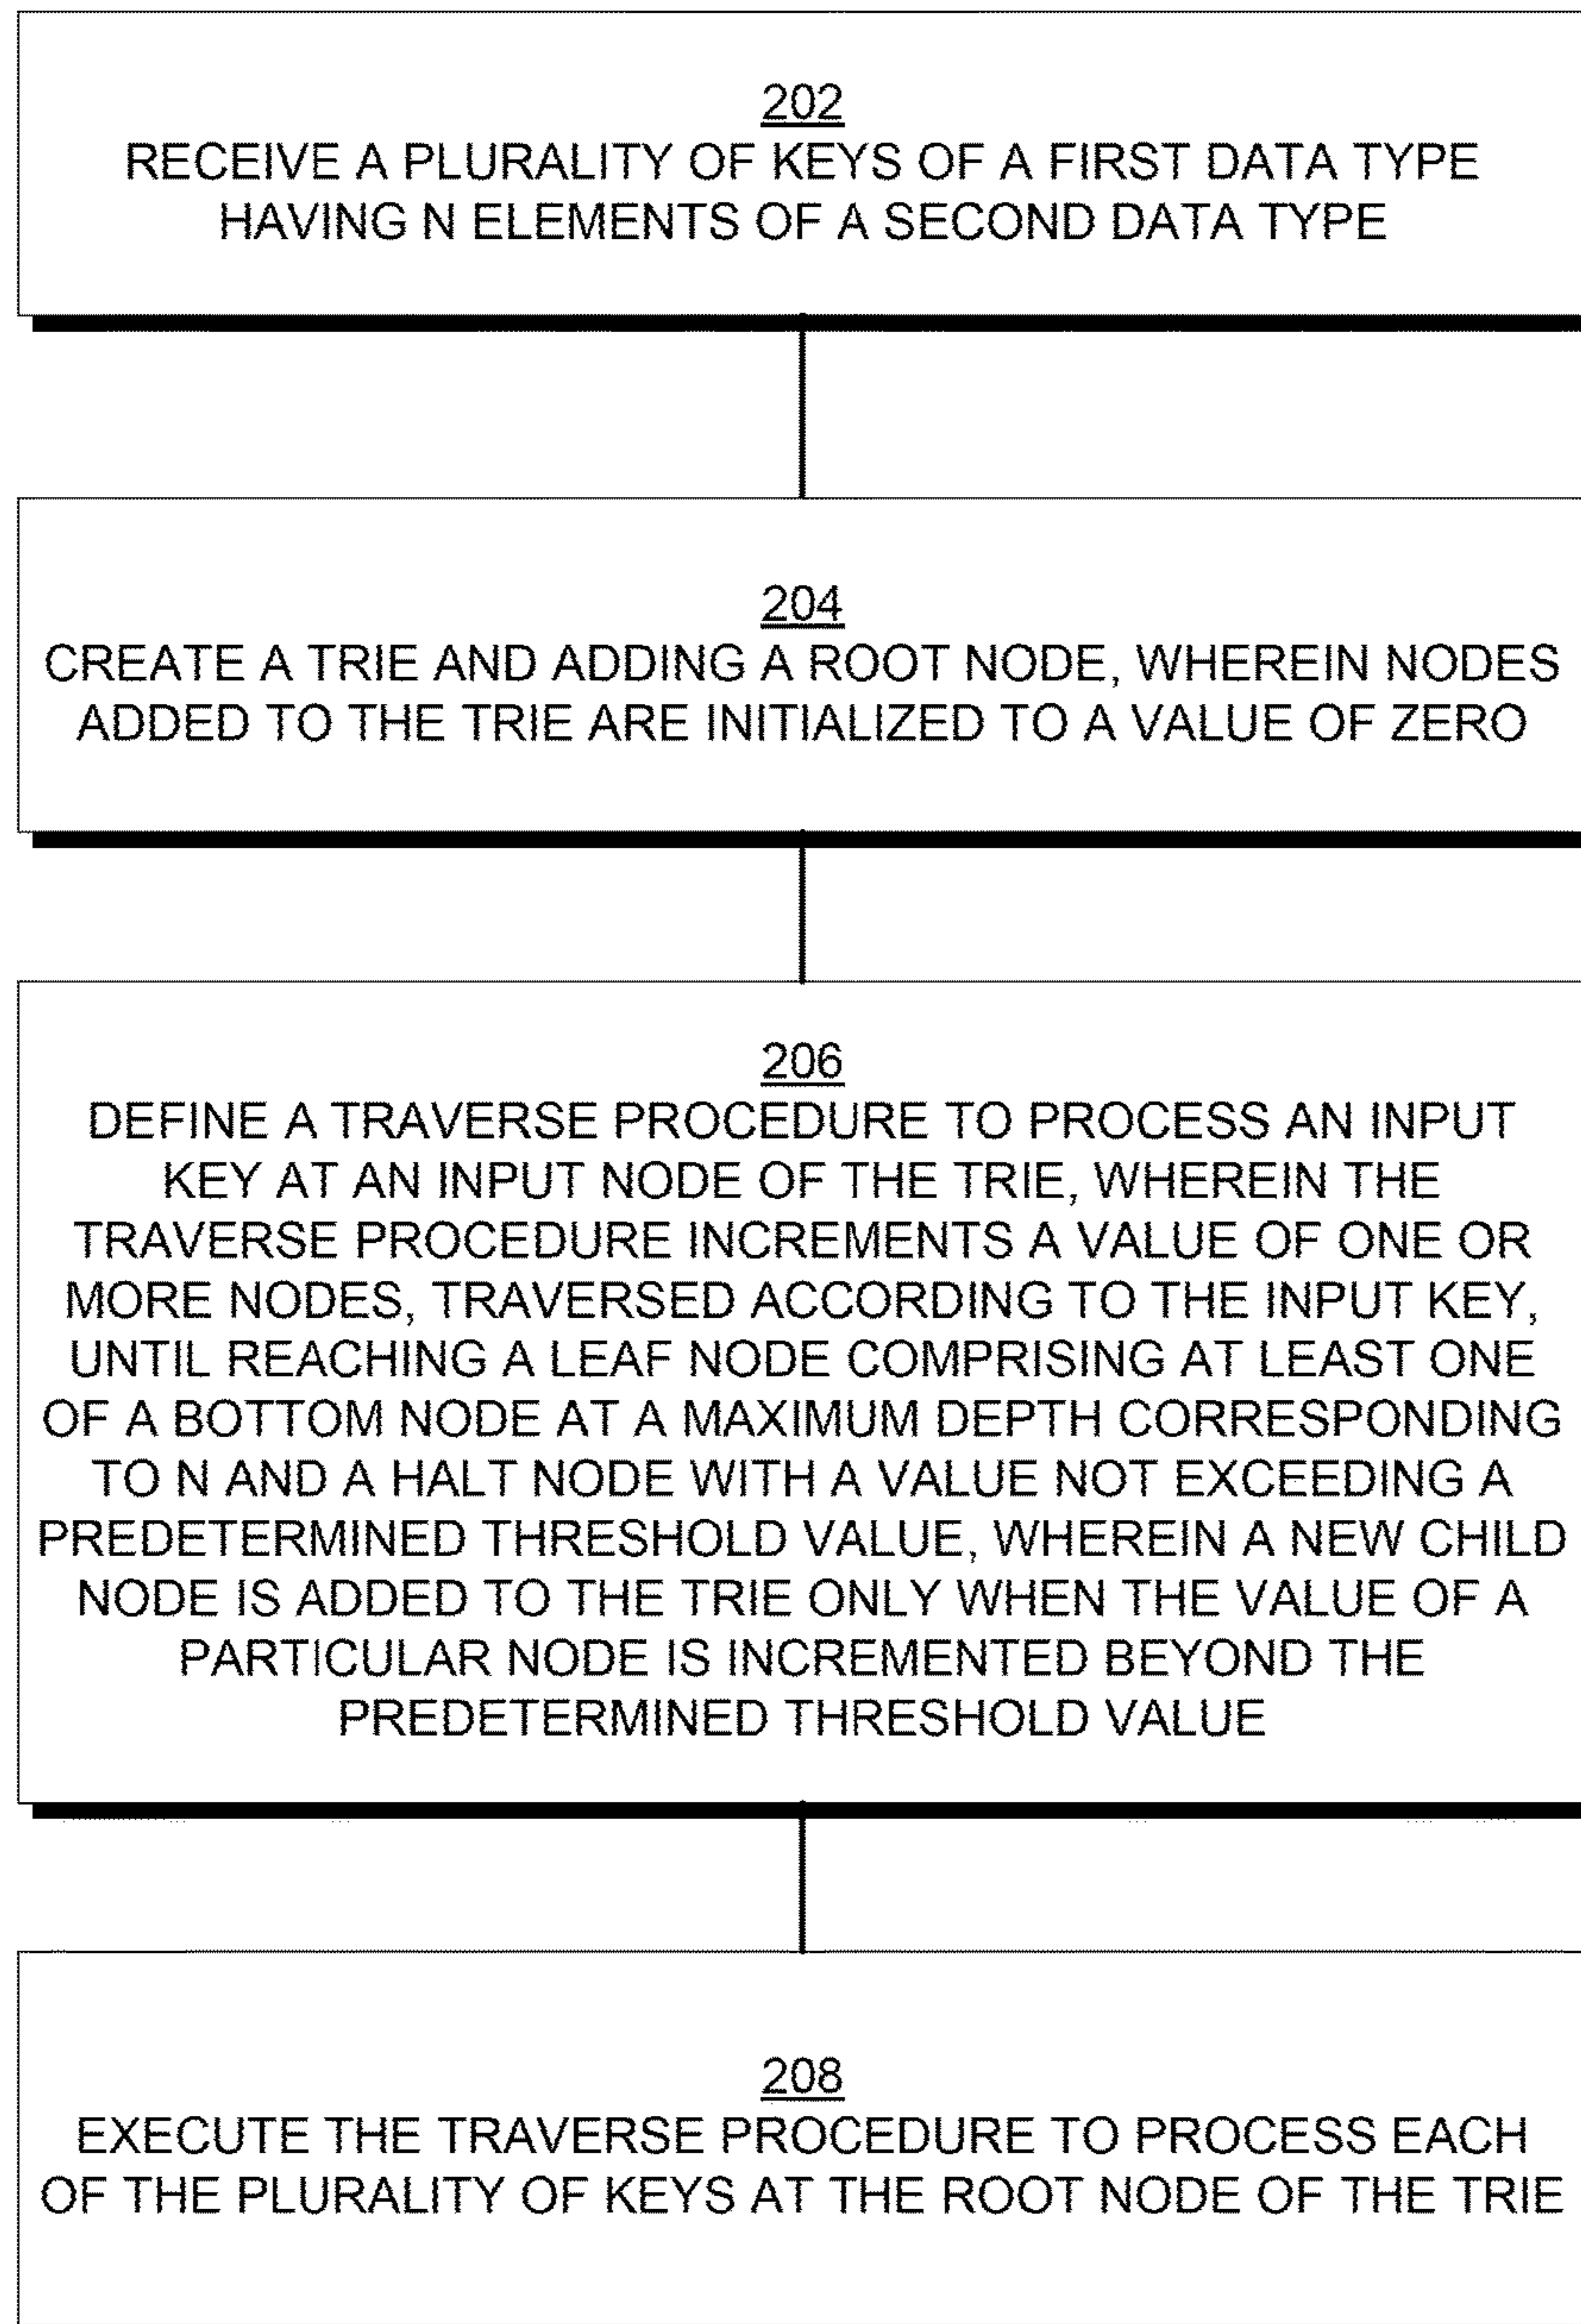 202
RECEIVE A PLURALITY OF KEYS OF A FIRST DATA TYPE
HAVING N ELEMENTS OF A SECOND DATA TYPE
204
CREATE A TRIE AND ADDING A ROOT NODE, WHEREIN NODES
ADDED TO THE TRIE ARE INITIALIZED TO A VALUE OF ZERO
206
DEFINE A TRAVERSE PROCEDURE TO PROCESS AN INPUT
KEY AT AN INPUT NODE OF THE TRIE, WHEREIN THE
TRAVERSE PROCEDURE INCREMENTS A VALUE OF ONE OR
MORE NODES, TRAVERSED ACCORDING TO THE INPUT KEY,
UNTIL REACHING A LEAF NODE COMPRISING AT LEAST ONE
OF A BOTTOM NODE AT A MAXIMUM DEPTH CORRESPONDING
TO N AND A HALT NODE WITH A VALUE NOT EXCEEDING A
PREDETERMINED THRESHOLD VALUE, WHEREIN A NEW CHILD
NODE IS ADDED TO THE TRIE ONLY WHEN THE VALUE OF A
PARTICULAR NODE IS INCREMENTED BEYOND THE
PREDETERMINED THRESHOLD VALUE
208
EXECUTE THE TRAVERSE PROCEDURE TO PROCESS EACH
OF THE PLURALITY OF KEYS AT THE ROOT NODE OF THE TRIE